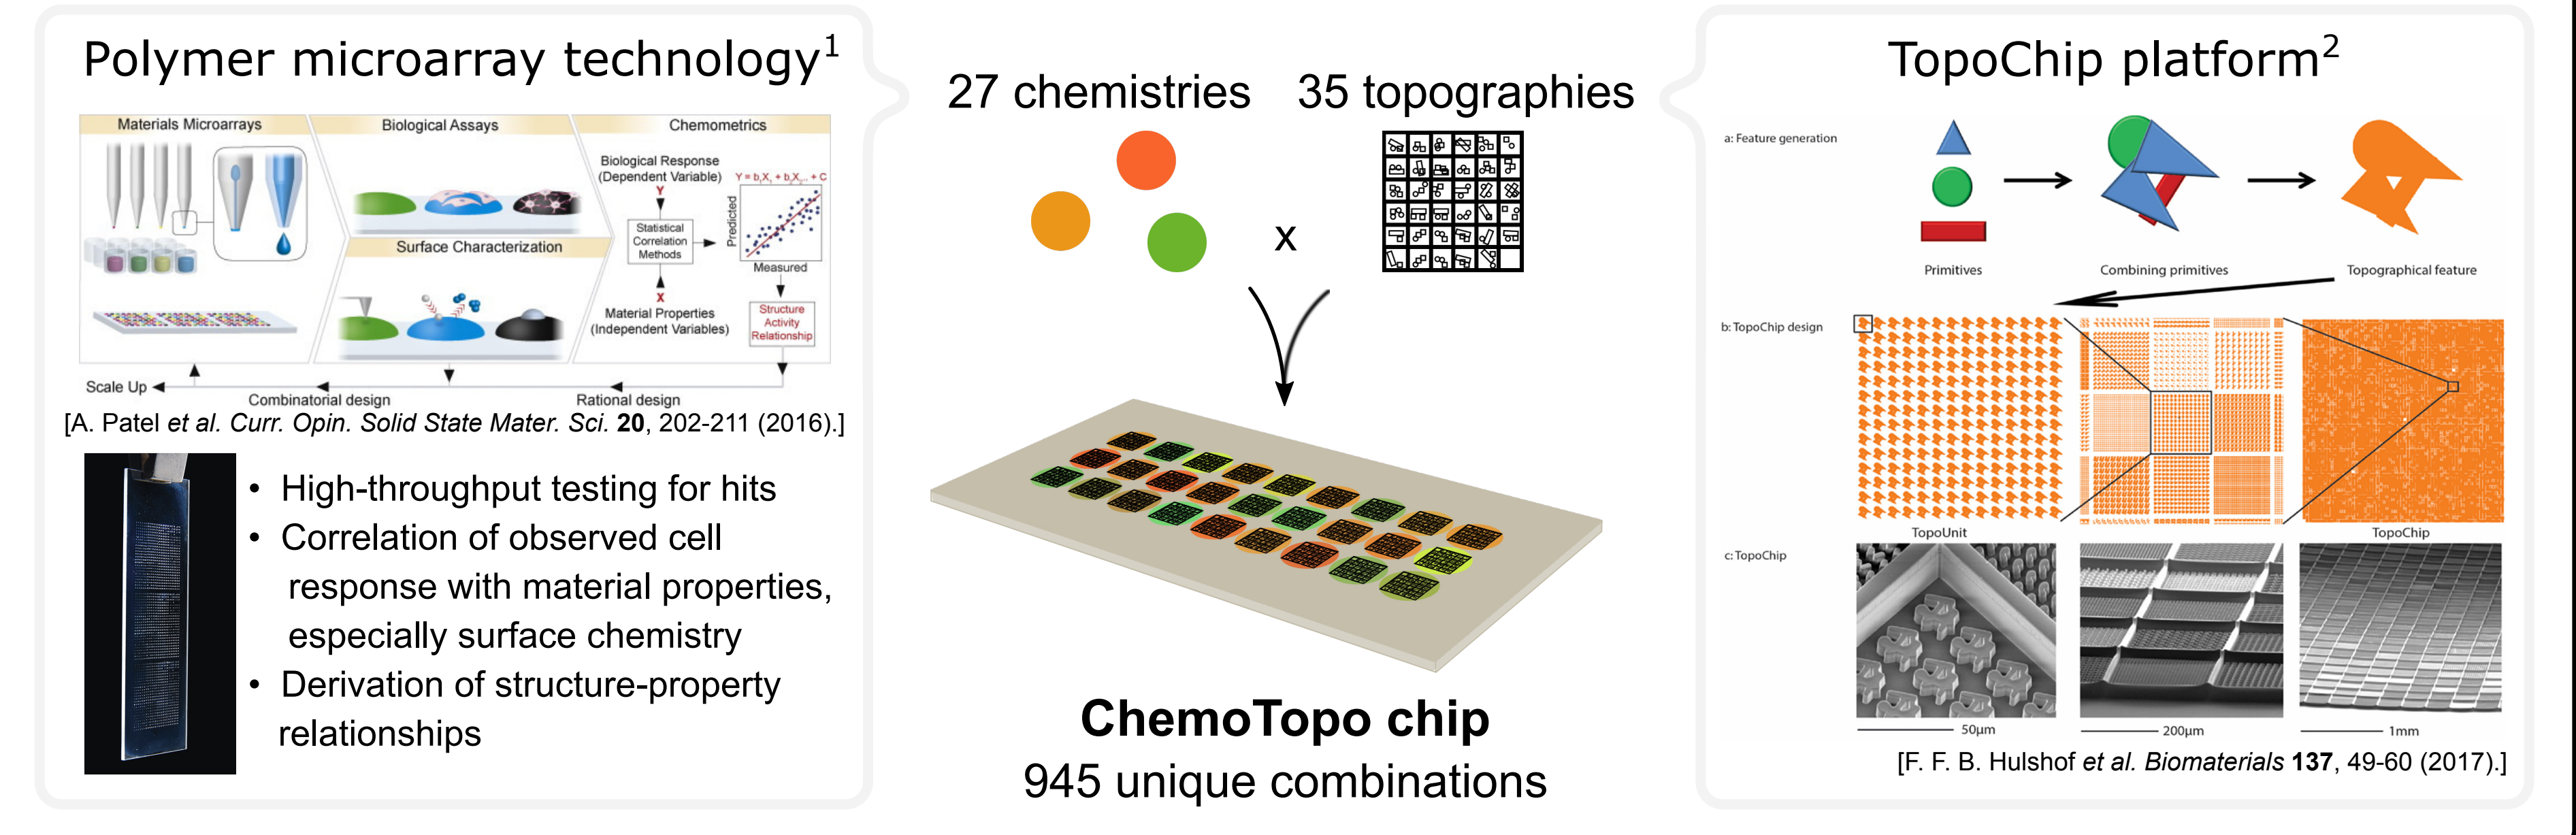 Polymer microarray technology1
Materials Microarrays
Biological Assays
Surface Characterization
Chemometrics
Biological Response
(Dependent Variable)
Y
Statistical
Correlation
Methods
X
Material Properties
(Independent Variables)
Y = b1X1 + b2X2.. + C
Predicted
Measured
Structure
Activity
Relationship
Scale Up
Combinatorial design
Rational design
[A. Patel et al. Curr. Opin. Solid State Mater. Sci. 20, 202-211 (2016).]
• High-throughput testing for hits
• Correlation of observed cell
response with material properties,
especially surface chemistry
• Derivation of structure-property
relationships
27 chemistries
x
35 topographies
ChemoTopo chip
945 unique combinations
TopoChip platform2
a: Feature generation
Primitives
Combining primitives
Topographical feature
b: TopoChip design
TopoUnit
TopoChip
c: TopoChip
50µm
200µm
1mm
[F. F. B. Hulshof et al. Biomaterials 137, 49-60 (2017).]